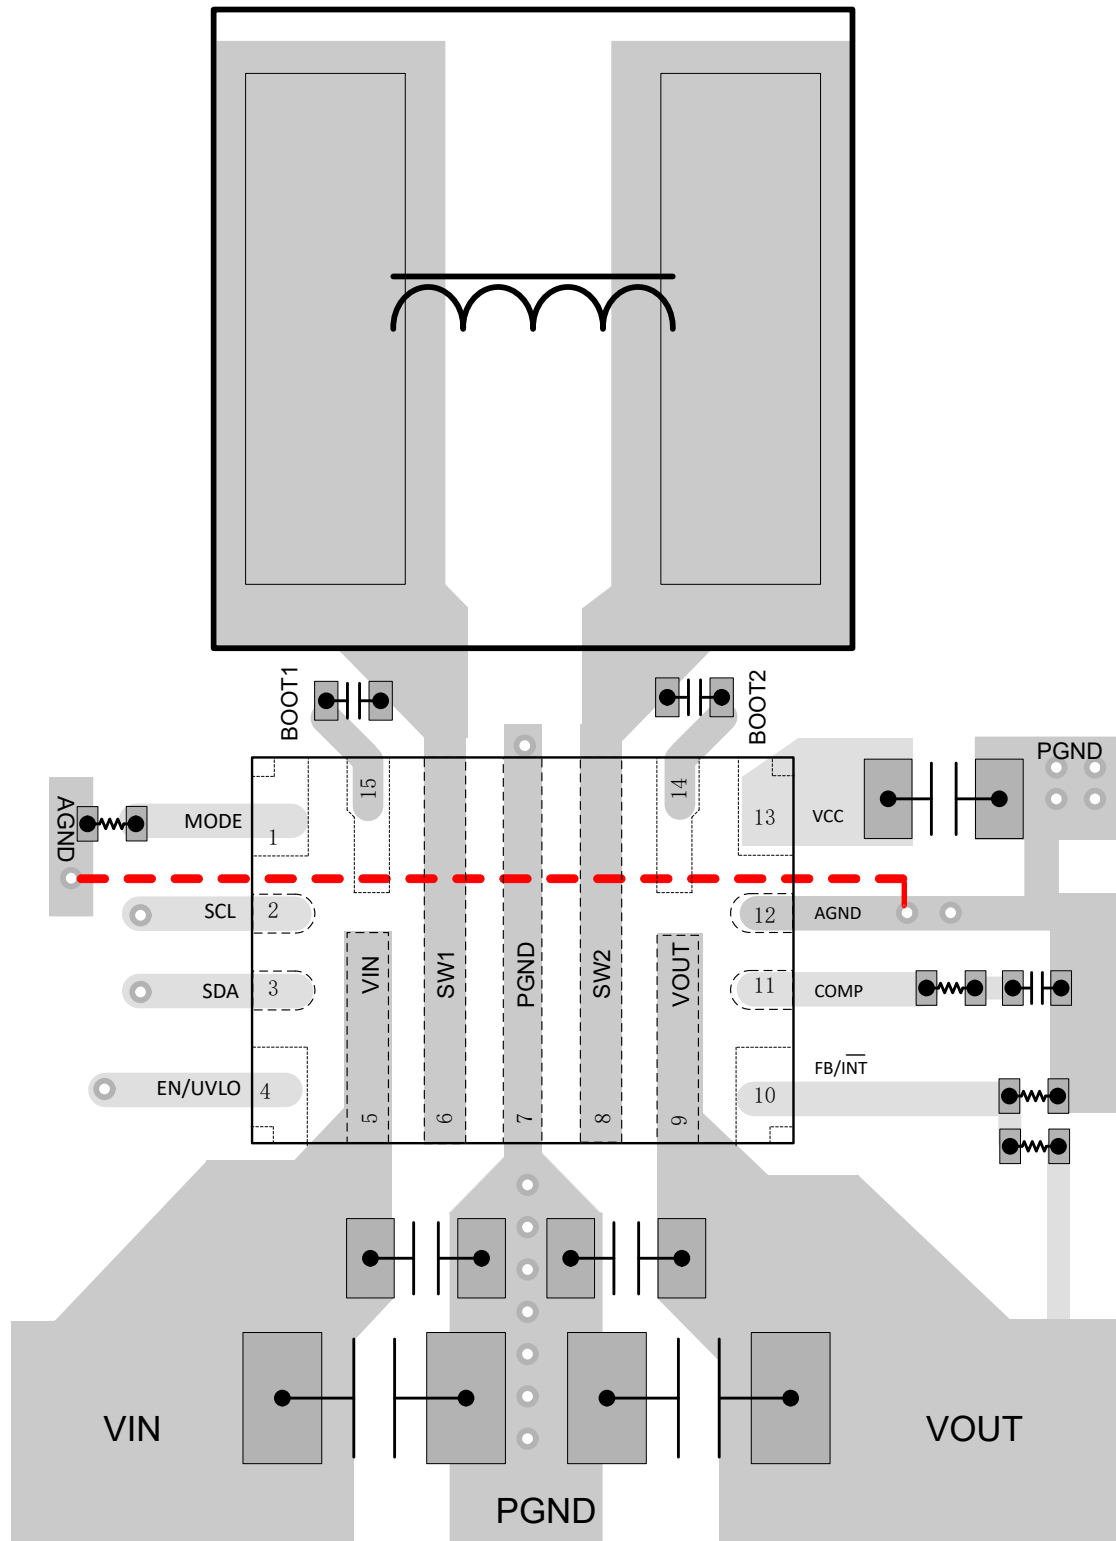 BOOT1
BOOT2
PGND
AGND
MODE
1
15
14
13
VCC
SCL
2
12
AGND
SDA
3
VIN
SW1
PGND
SW2
VOUT
11
COMP
EN/UVLO
4
5
6
7
8
9
10
FB/INT
VIN
VOUT
PGND